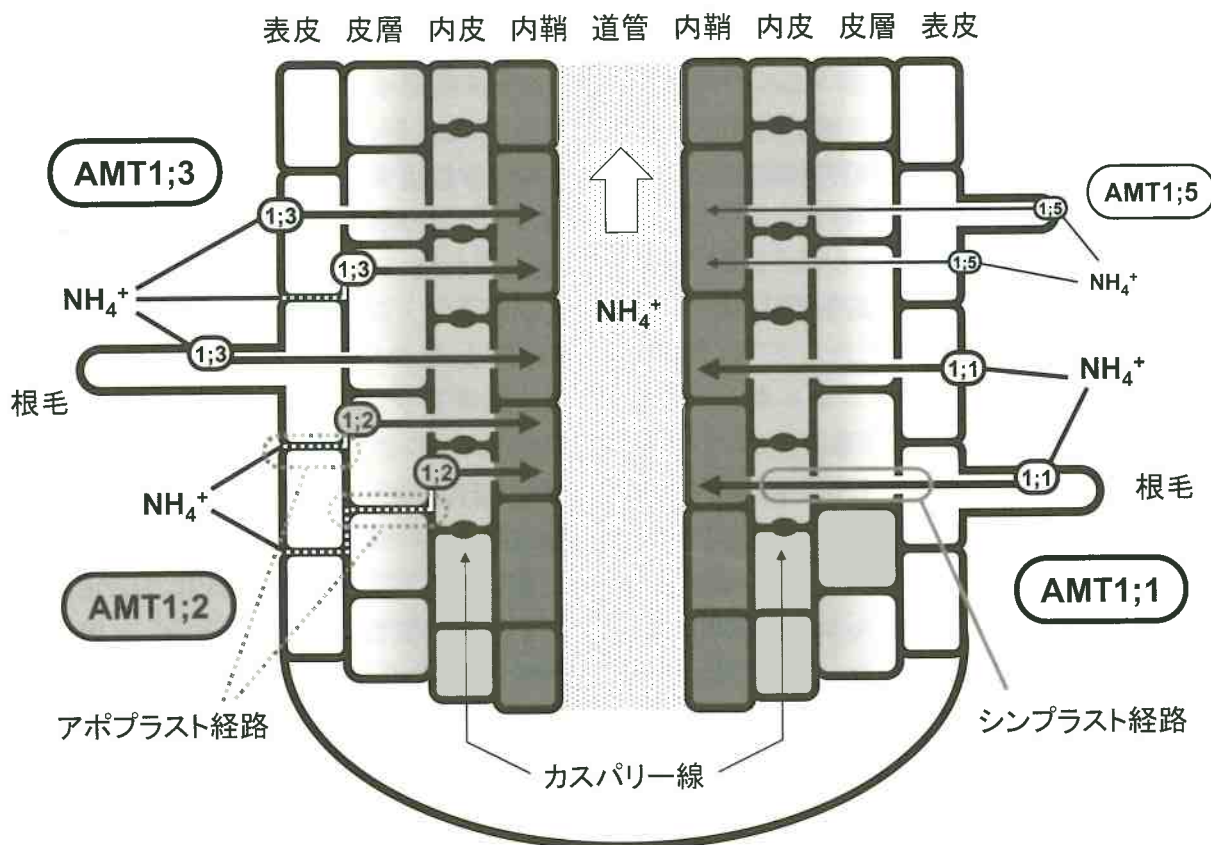 表皮 皮層 内皮 内鞘 道管 内鞘 内皮 皮層 表皮
AMT1;3
AMT1;5
1;3
1;5
1;3
1;5
NH₄⁺
NH₄⁺
NH₄⁺
1;3
1;1
NH₄⁺
根毛
1;2
1;2
1;1
根毛
NH₄⁺
AMT1;2
AMT1;1
アポプラスト経路
シンプラスト経路
カスパリー線